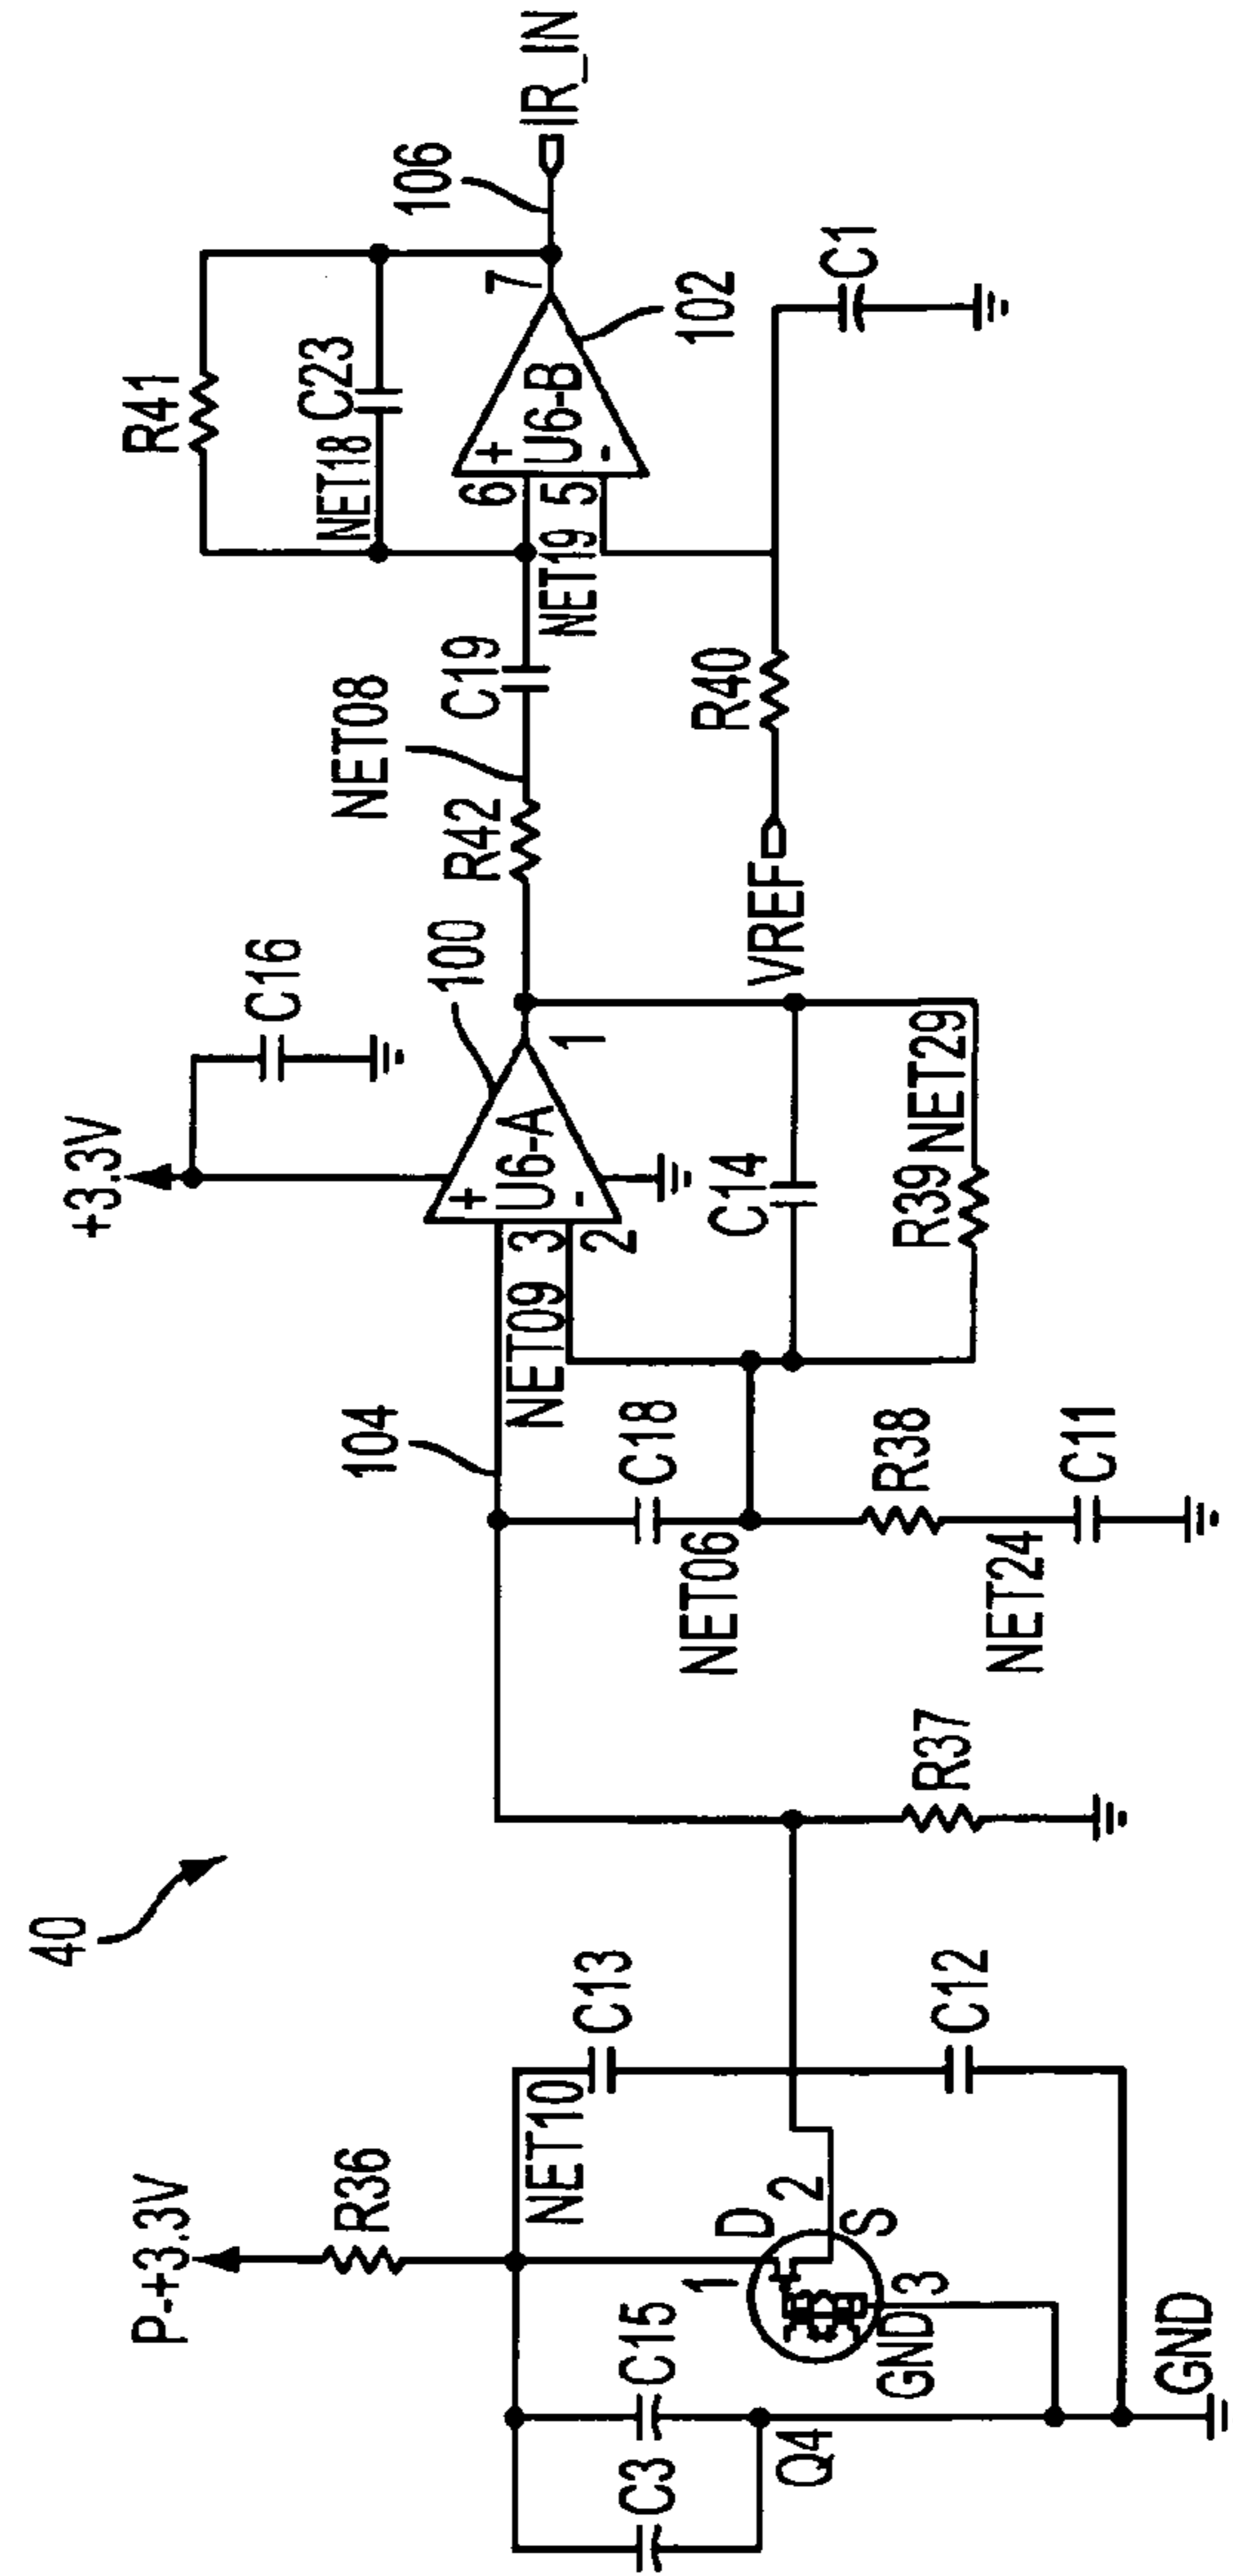 40
P-+3.3V
R36
NET10
C13
C3
C15
D
1
2
S
3
GND
Q4
C12
GND
R37
104
NET09
C18
NET06
R38
NET24
C11
+3.3V
C16
100
3
2
+
U6-A
-
1
C14
R39
NET29
R42
NET08
C19
NET19
R41
C23
NET18
6
5
+
U6-B
-
7
102
106
IR_IN
VREF
R40
C1